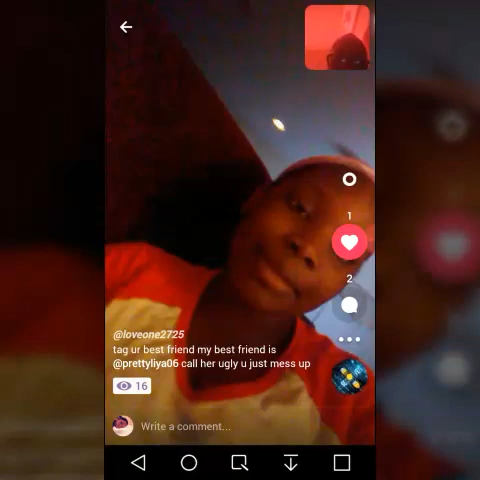 1
2
@loveone2725
tag ur best friend my best friend is
@prettyliya06 call her ugly u just mess up
16
Write a comment...